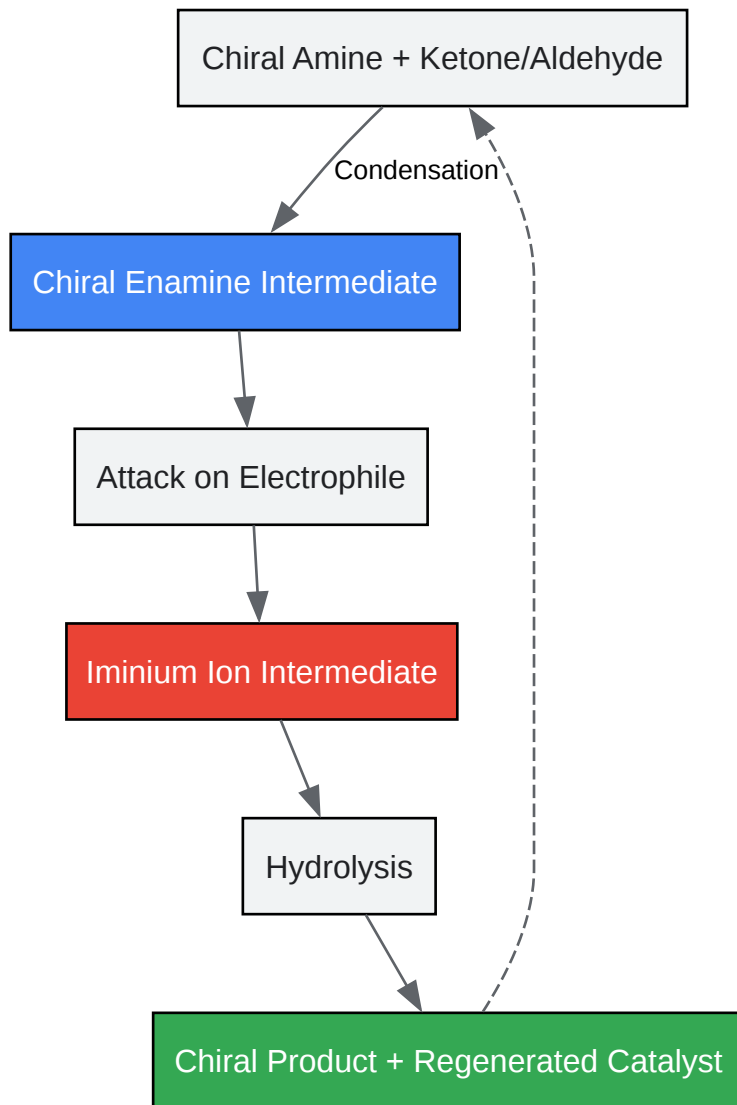 Chiral Amine + Ketone/Aldehyde
Condensation
Chiral Enamine Intermediate
Attack on Electrophile
Iminium Ion Intermediate
Hydrolysis
Chiral Product + Regenerated Catalyst